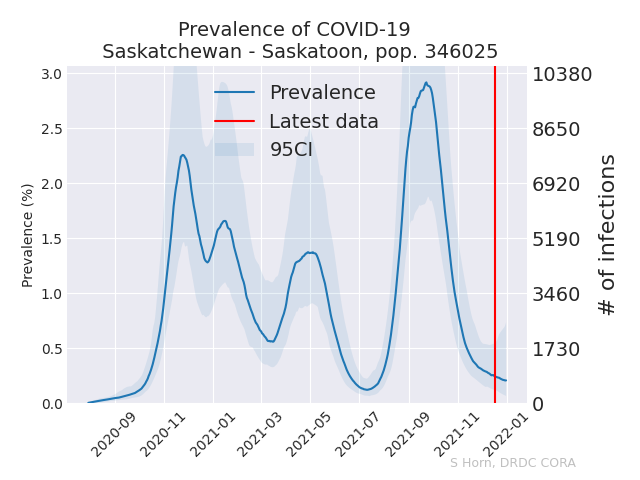 Prevalence of COVID-19
Saskatchewan - Saskatoon, pop. 346025
Prevalence
Latest data
95CI
3.0
2.5
2.0
1.5
1.0
0.5
0.0
Prevalence (%)
10380
8650
6920
5190
3460
1730
0
# of infections
2020-09
2020-11
2021-01
2021-03
2021-05
2021-07
2021-09
2021-11
2022-01
S Horn, DRDC CORA